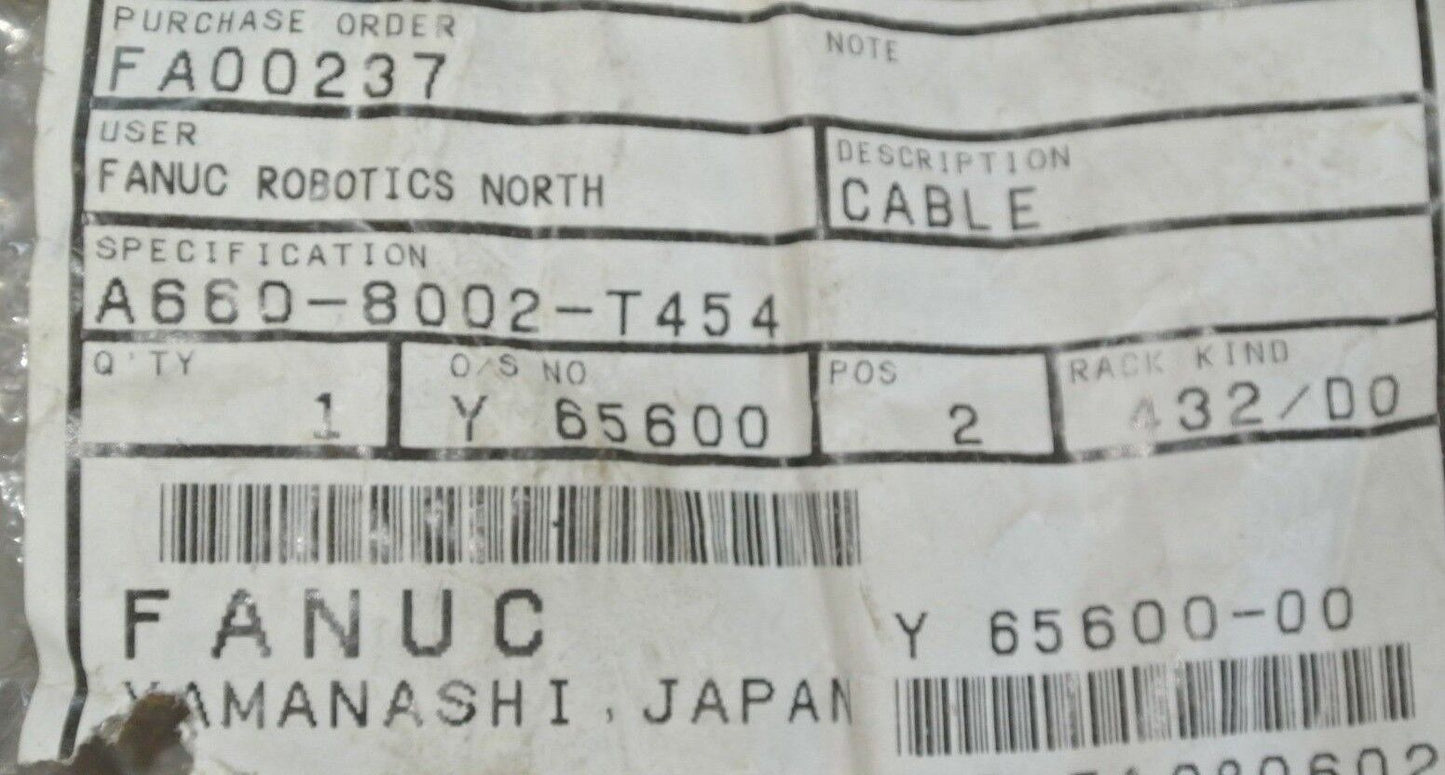 PURCHASE ORDER NOTE
FA00237
USER DESCRIPTION
FANUC ROBOTICS NORTH CABLE
SPECIFICATION
A660-8002-T454
Q'TY O/S NO POS RACK KIND
1 Y 65600 2 432/D0
FANUC Y 65600-00
YAMANASHI, JAPAN